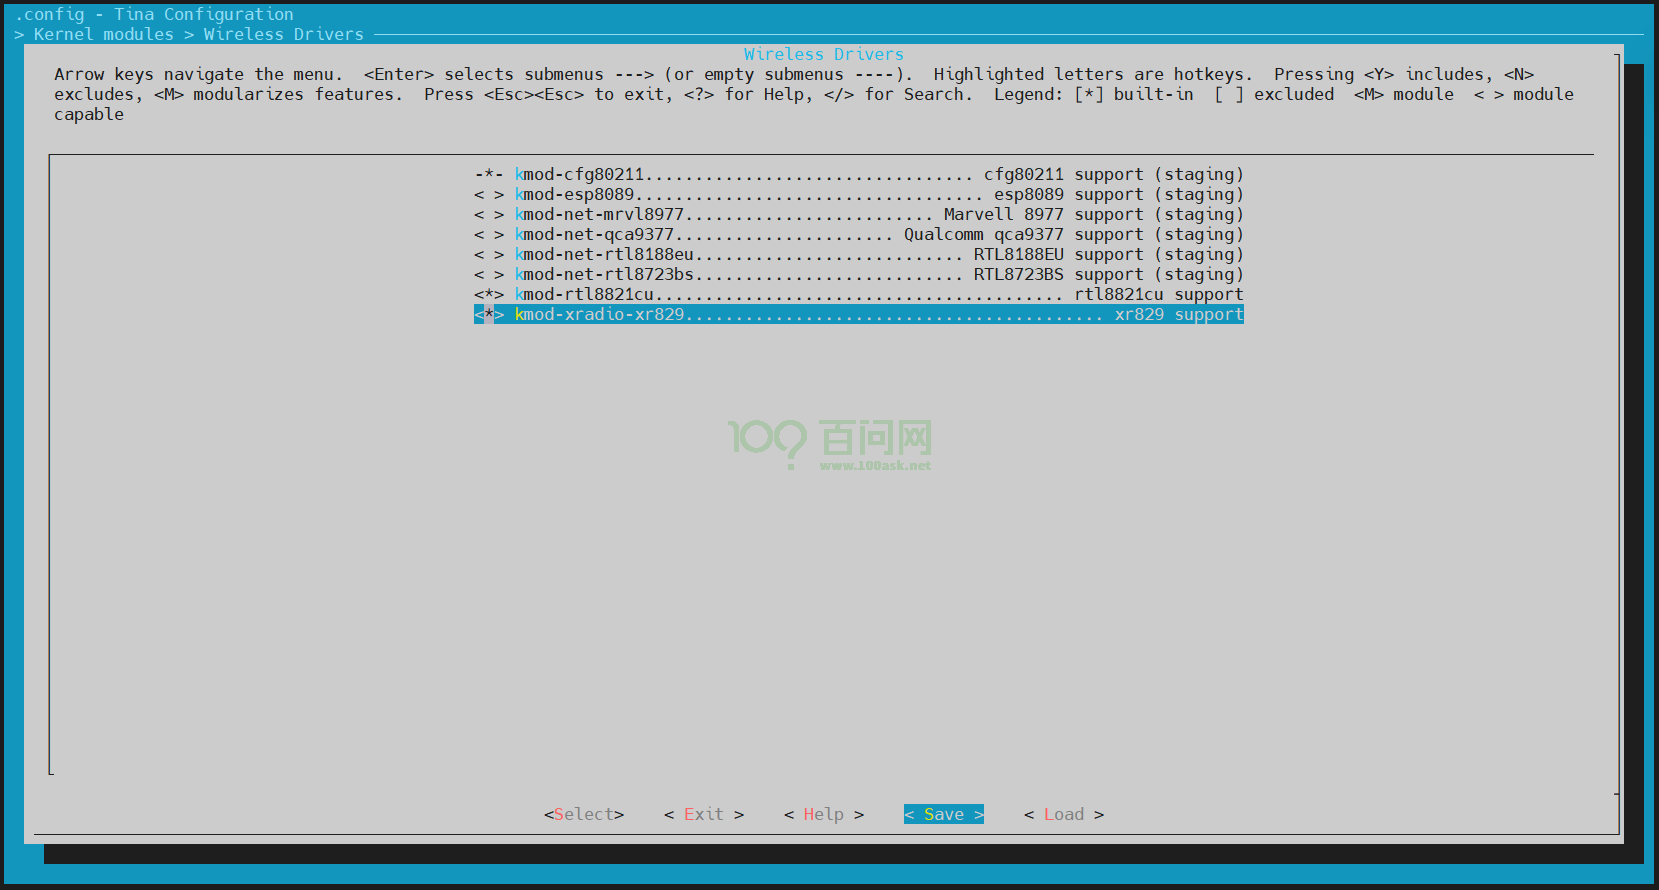 .config - Tina Configuration
> Kernel modules > Wireless Drivers
Wireless Drivers
Arrow keys navigate the menu.  <Enter> selects submenus ---> (or empty submenus ----).  Highlighted letters are hotkeys.  Pressing <Y> includes, <N>
excludes, <M> modularizes features.  Press <Esc><Esc> to exit, <?> for Help, </> for Search.  Legend: [*] built-in  [ ] excluded  <M> module  < > module
capable
-*- kmod-cfg80211................................. cfg80211 support (staging)
< > kmod-esp8089................................... esp8089 support (staging)
< > kmod-net-mrvl8977......................... Marvell 8977 support (staging)
< > kmod-net-qca9377...................... Qualcomm qca9377 support (staging)
< > kmod-net-rtl8188eu........................... RTL8188EU support (staging)
< > kmod-net-rtl8723bs........................... RTL8723BS support (staging)
<*> kmod-rtl8821cu......................................... rtl8821cu support
<*> kmod-xradio-xr829.......................................... xr829 support
100? 百问网
www.100ask.net
<Select>    < Exit >    < Help >    < Save >    < Load >